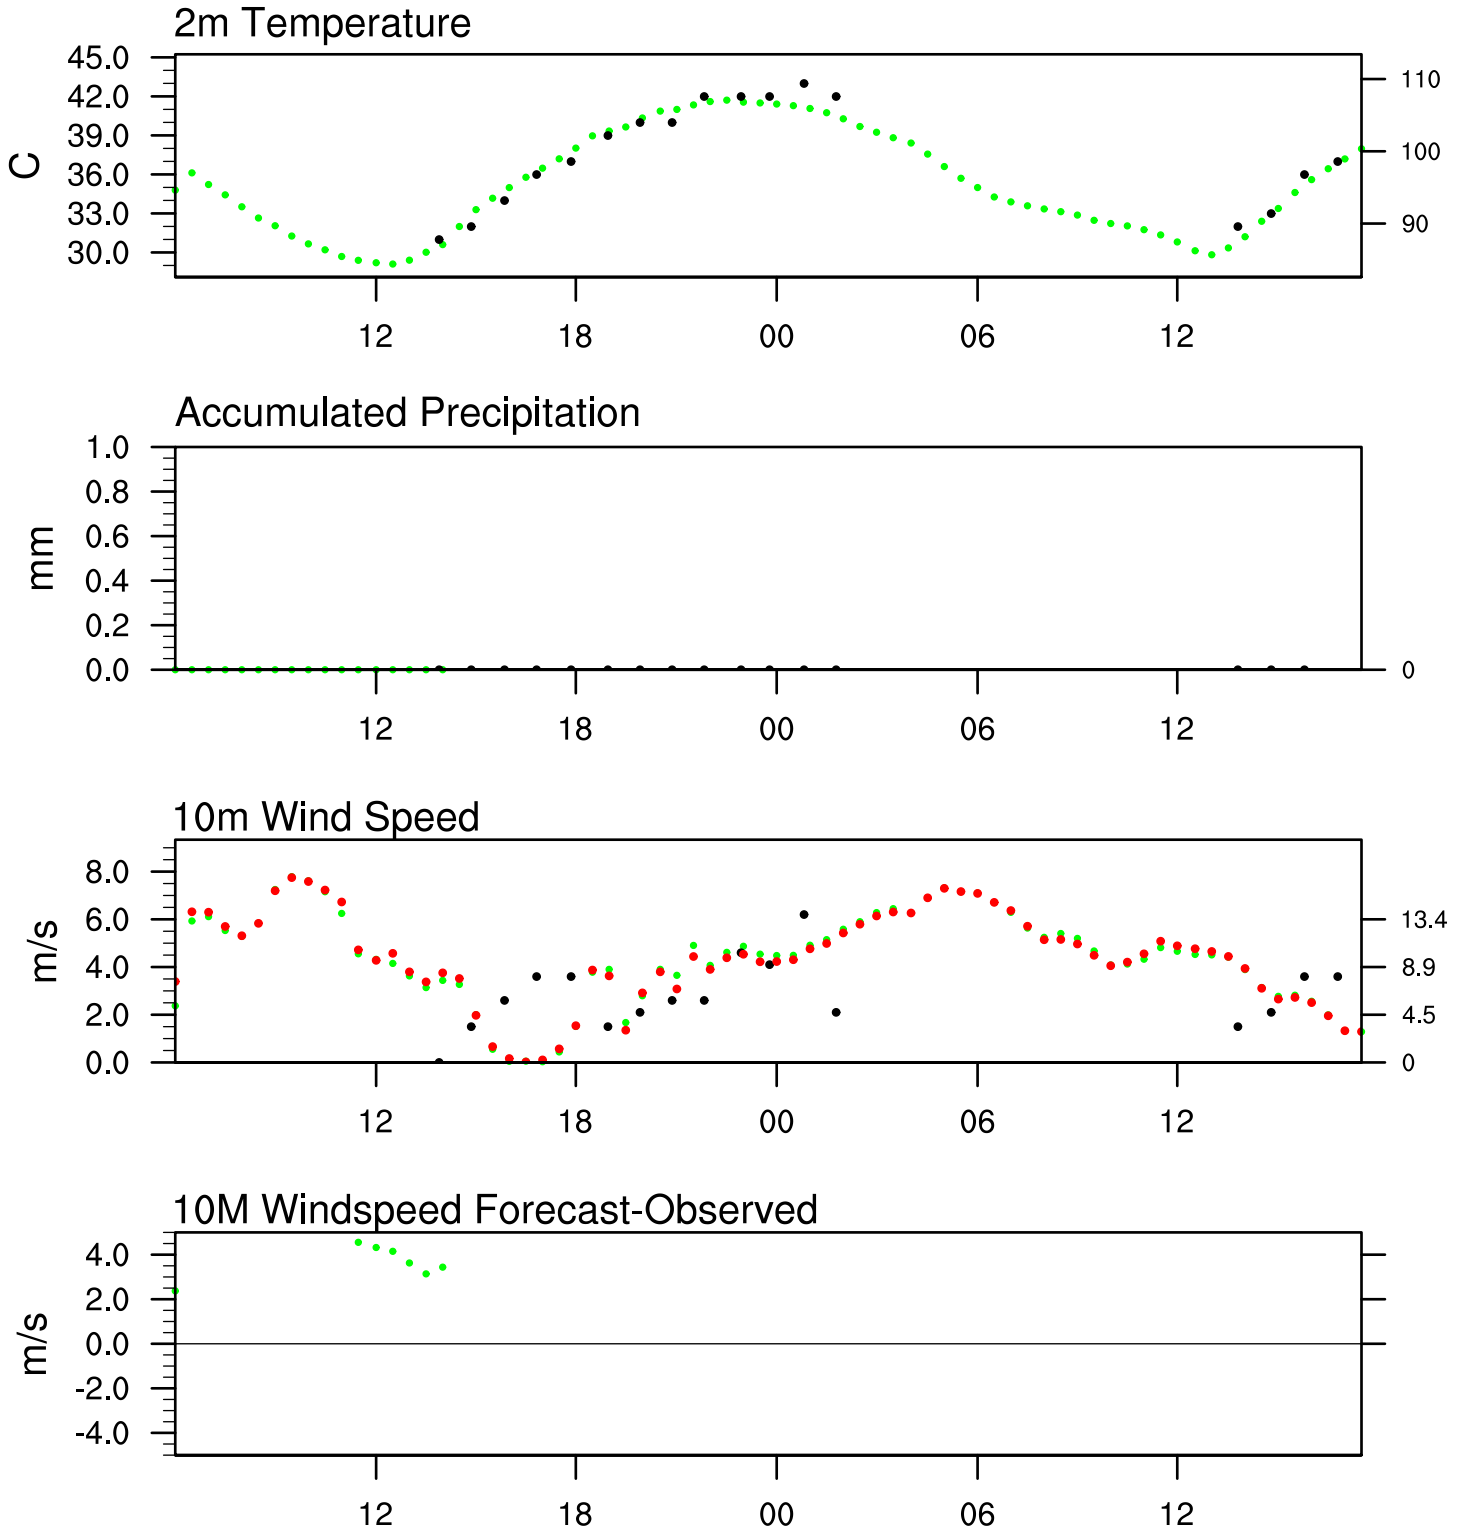 2m Temperature
45.0
42.0
39.0
36.0
33.0
30.0
C
110
100
90
12 18 00 06 12
Accumulated Precipitation
1.0
0.8
0.6
0.4
0.2
0.0
mm
0
12 18 00 06 12
10m Wind Speed
8.0
6.0
4.0
2.0
0.0
m/s
13.4
8.9
4.5
0
12 18 00 06 12
10M Windspeed Forecast-Observed
4.0
2.0
0.0
-2.0
-4.0
m/s
12 18 00 06 12